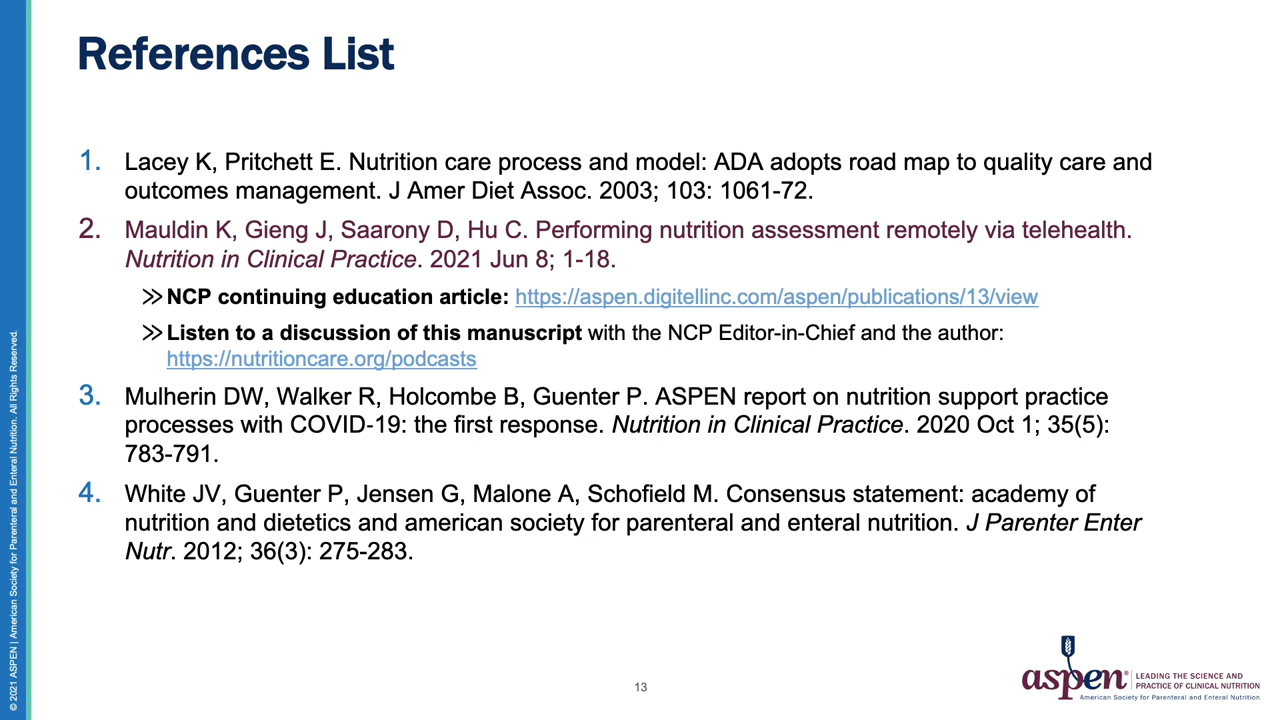 References List
1. Lacey K, Pritchett E. Nutrition care process and model: ADA adopts road map to quality care and
outcomes management. J Amer Diet Assoc. 2003; 103: 1061-72.
2. Mauldin K, Gieng J, Saarony D, Hu C. Performing nutrition assessment remotely via telehealth.
Nutrition in Clinical Practice. 2021 Jun 8; 1-18.
≫ NCP continuing education article: https://aspen.digitellinc.com/aspen/publications/13/view
≫ Listen to a discussion of this manuscript with the NCP Editor-in-Chief and the author:
https://nutritioncare.org/podcasts
3. Mulherin DW, Walker R, Holcombe B, Guenter P. ASPEN report on nutrition support practice
processes with COVID-19: the first response. Nutrition in Clinical Practice. 2020 Oct 1; 35(5):
783-791.
4. White JV, Guenter P, Jensen G, Malone A, Schofield M. Consensus statement: academy of
nutrition and dietetics and american society for parenteral and enteral nutrition. J Parenter Enter
Nutr. 2012; 36(3): 275-283.
© 2021 ASPEN | American Society for Parenteral and Enteral Nutrition. All Rights Reserved.
13
aspen®
LEADING THE SCIENCE AND
PRACTICE OF CLINICAL NUTRITION
American Society for Parenteral and Enteral Nutrition